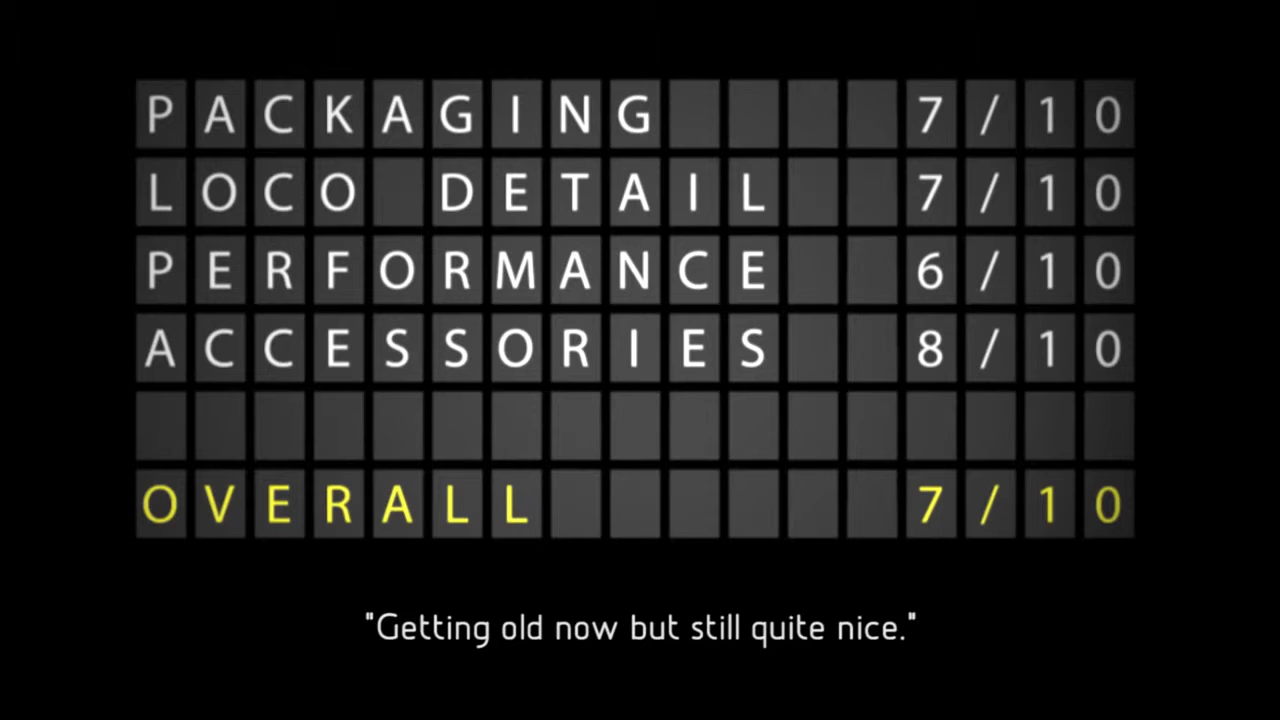 PACKAGING 7/10
LOCO DETAIL 7/10
PERFORMANCE 6/10
ACCESSORIES 8/10
OVERALL 7/10
"Getting old now but still quite nice."